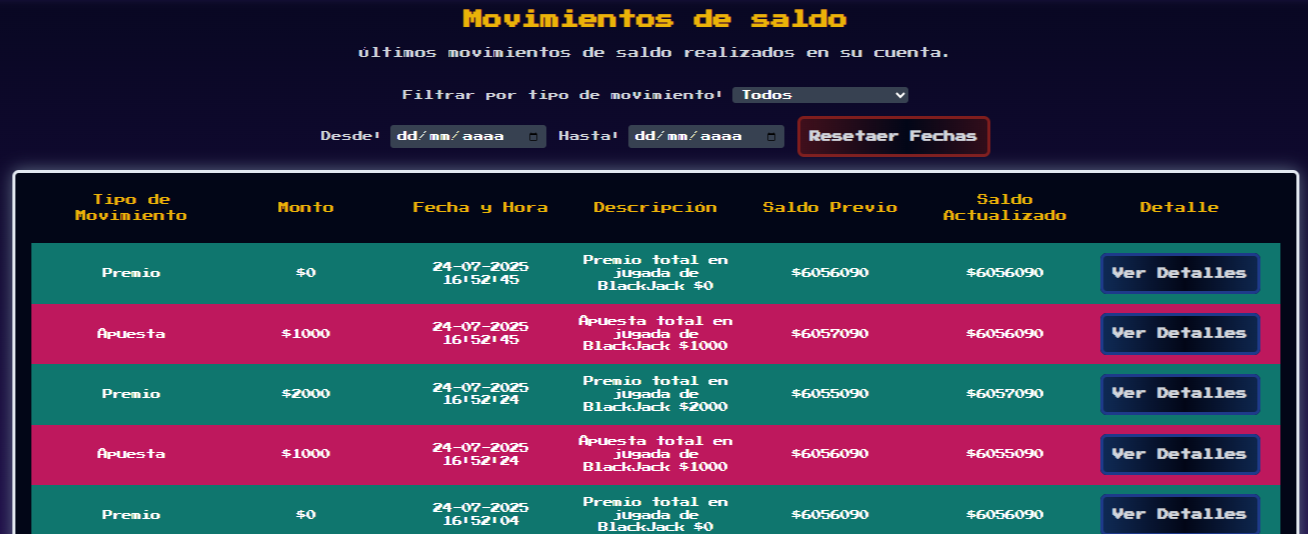 Movimientos de saldo
Últimos movimientos de saldo realizados en su cuenta.
Filtrar por tipo de movimiento: Todos
Desde: dd/mm/aaaa Hasta: dd/mm/aaaa Resetaer Fechas
Tipo de Movimiento Monto Fecha y Hora Descripción Saldo Previo Saldo Actualizado Detalle
Premio $0 24-07-2025 16:52:45 Premio total en jugada de BlackJack $0 $6056090 $6056090 Ver Detalles
Apuesta $1000 24-07-2025 16:52:45 Apuesta total en jugada de BlackJack $1000 $6057090 $6056090 Ver Detalles
Premio $2000 24-07-2025 16:52:24 Premio total en jugada de BlackJack $2000 $6055090 $6057090 Ver Detalles
Apuesta $1000 24-07-2025 16:52:24 Apuesta total en jugada de BlackJack $1000 $6056090 $6055090 Ver Detalles
Premio $0 24-07-2025 16:52:04 Premio total en jugada de BlackJack $0 $6056090 $6056090 Ver Detalles